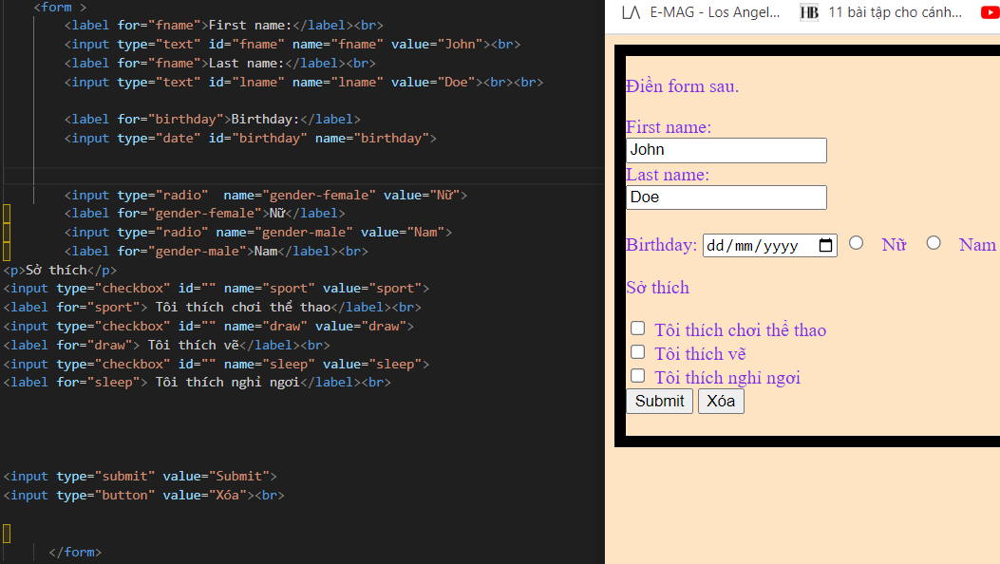 <form >
<label for="fname">First name:</label><br>
<input type="text" id="fname" name="fname" value="John"><br>
<label for="fname">Last name:</label><br>
<input type="text" id="lname" name="lname" value="Doe"><br><br>
<label for="birthday">Birthday:</label>
<input type="date" id="birthday" name="birthday">
<input type="radio"  name="gender-female" value="Nữ">
<label for="gender-female">Nữ</label>
<input type="radio" name="gender-male" value="Nam">
<label for="gender-male">Nam</label><br>
<p>Sở thích</p>
<input type="checkbox" id="" name="sport" value="sport">
<label for="sport"> Tôi thích chơi thể thao</label><br>
<input type="checkbox" id="" name="draw" value="draw">
<label for="draw"> Tôi thích vẽ</label><br>
<input type="checkbox" id="" name="sleep" value="sleep">
<label for="sleep"> Tôi thích nghỉ ngơi</label><br>
<input type="submit" value="Submit">
<input type="button" value="Xóa"><br>
</form>
LA E-MAG - Los Angel... HB 11 bài tập cho cánh...
Điền form sau.
First name:
John
Last name:
Doe
Birthday: dd/mm/yyyy Nữ Nam
Sở thích
Tôi thích chơi thể thao
Tôi thích vẽ
Tôi thích nghỉ ngơi
Submit Xóa